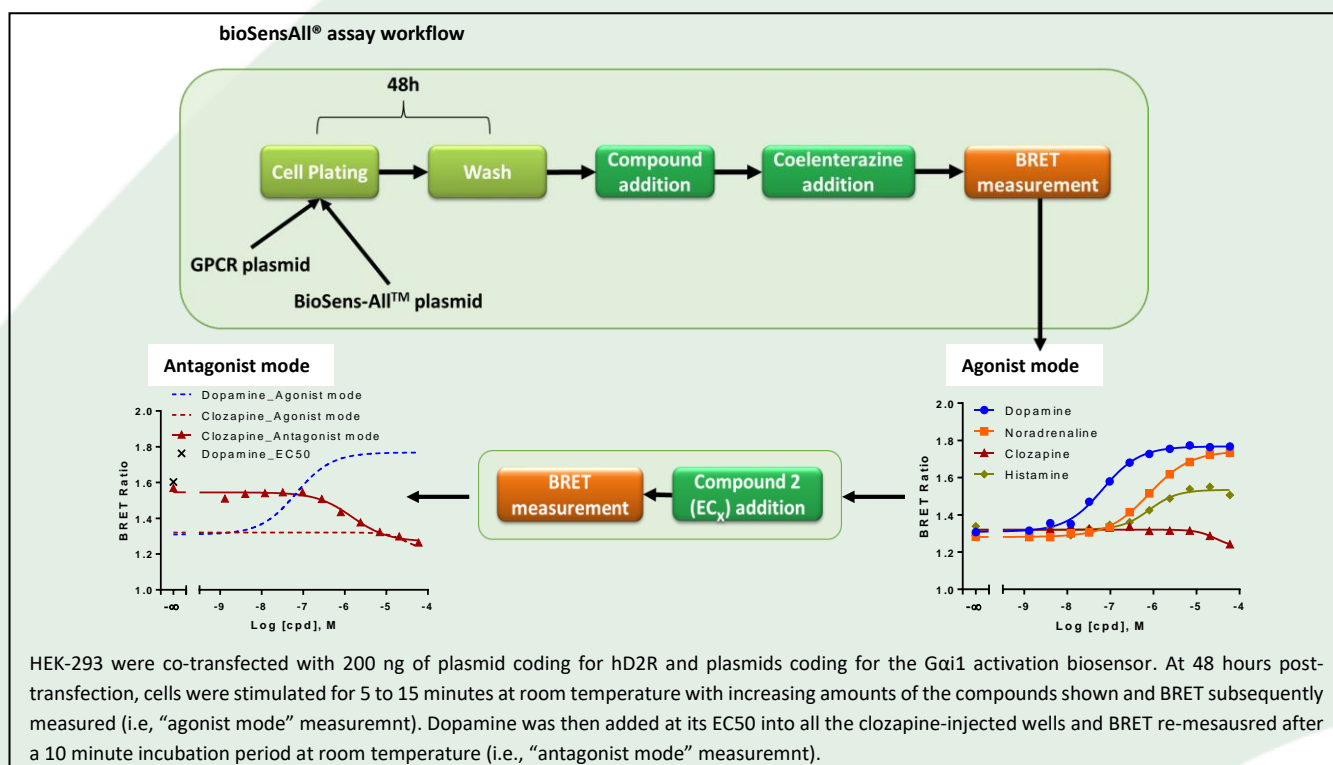 bioSensAll® assay workflow
48h
Cell Plating
Wash
Compound
addition
Coelenterazine
addition
BRET
measurement
GPCR plasmid
BioSens-All™ plasmid
Antagonist mode
Dopamine_Agonist mode
Clozapine_Agonist mode
Clozapine_Antagonist mode
Dopamine_EC50
BRET Ratio
2.0
1.8
1.6
1.4
1.2
1.0
-∞ -9 -8 -7 -6 -5 -4
Log [cpd], M
BRET
measurement
Compound 2
(ECX) addition
Agonist mode
Dopamine
Noradrenaline
Clozapine
Histamine
BRET Ratio
2.0
1.8
1.6
1.4
1.2
1.0
-∞ -9 -8 -7 -6 -5 -4
Log [cpd], M
HEK-293 were co-transfected with 200 ng of plasmid coding for hD2R and plasmids coding for the Gαi1 activation biosensor. At 48 hours post-
transfection, cells were stimulated for 5 to 15 minutes at room temperature with increasing amounts of the compounds shown and BRET subsequently
measured (i.e, “agonist mode” measuremnt). Dopamine was then added at its EC50 into all the clozapine-injected wells and BRET re-mesausred after
a 10 minute incubation period at room temperature (i.e., “antagonist mode” measuremnt).